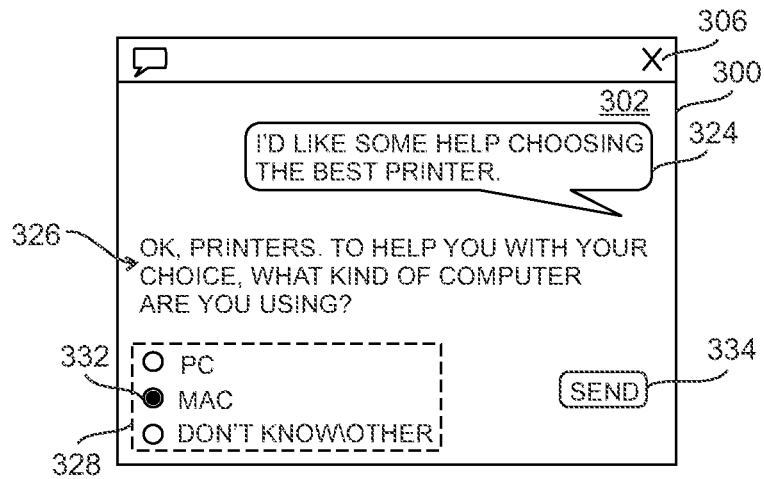 306
300
302
I'D LIKE SOME HELP CHOOSING
THE BEST PRINTER.
324
326
OK, PRINTERS. TO HELP YOU WITH YOUR
CHOICE, WHAT KIND OF COMPUTER
ARE YOU USING?
332
PC
334
MAC
SEND
DON'T KNOW\OTHER
328